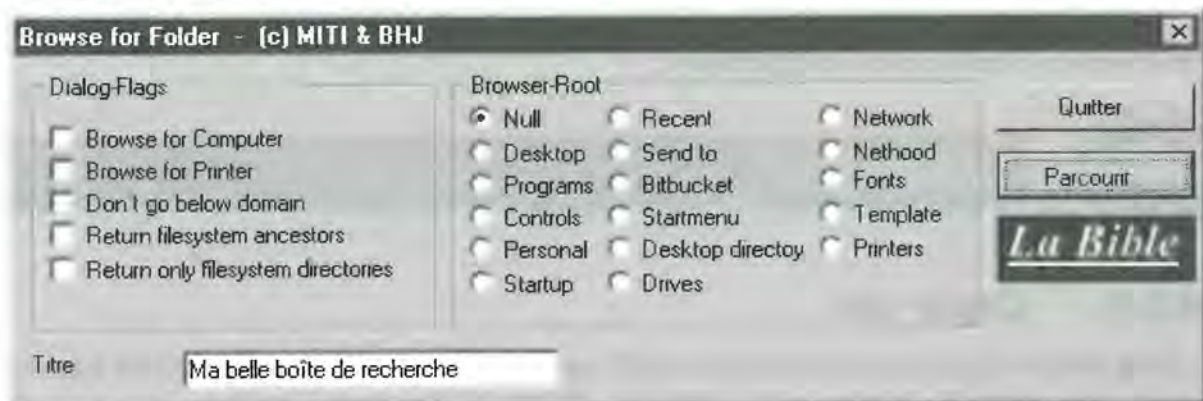 Browse for Folder - (c) MITI & BHJ
Dialog-Flags
Browse for Computer
Browse for Printer
Don t go below domain
Return filesystem ancestors
Return only filesystem directories
Browser-Root
Null
Desktop
Programs
Controls
Personal
Startup
Recent
Send to
Bitbucket
Startmenu
Desktop directoy
Drives
Network
Nethood
Fonts
Template
Printers
Quitter
Parcourir
La Bible
Titre
Ma belle boîte de recherche